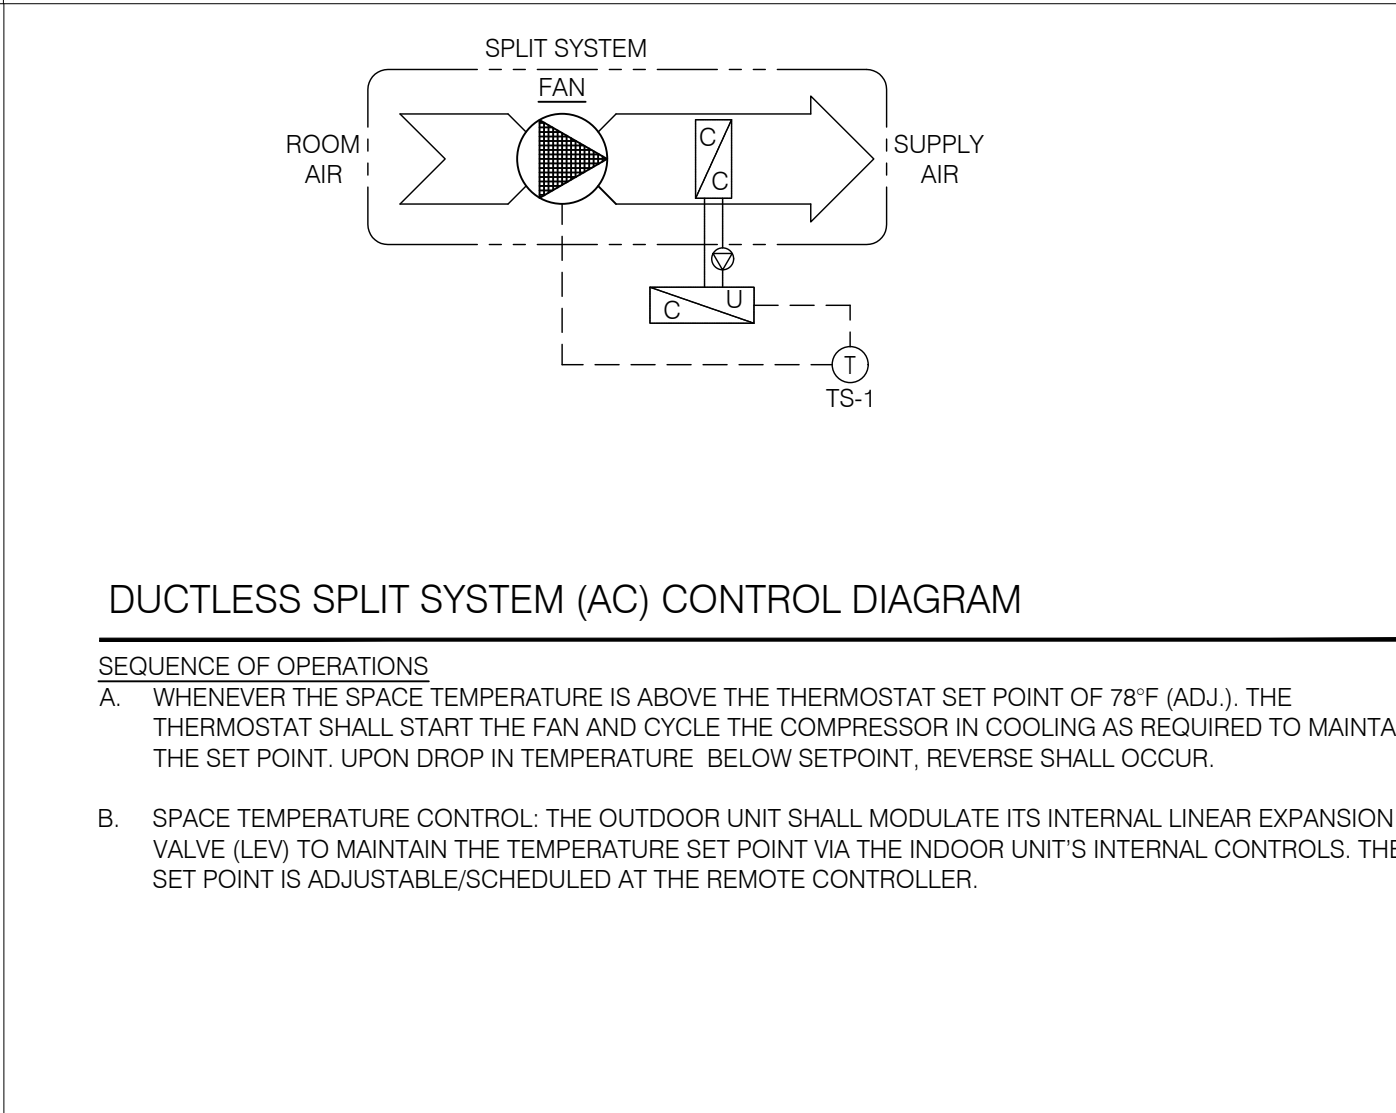 SPLIT SYSTEM
FAN
ROOM
AIR
C
C
SUPPLY
AIR
C
U
T
TS-1
DUCTLESS SPLIT SYSTEM (AC) CONTROL DIAGRAM
SEQUENCE OF OPERATIONS
A. WHENEVER THE SPACE TEMPERATURE IS ABOVE THE THERMOSTAT SET POINT OF 78°F (ADJ.). THE
THERMOSTAT SHALL START THE FAN AND CYCLE THE COMPRESSOR IN COOLING AS REQUIRED TO MAINTA
THE SET POINT. UPON DROP IN TEMPERATURE BELOW SETPOINT, REVERSE SHALL OCCUR.
B. SPACE TEMPERATURE CONTROL: THE OUTDOOR UNIT SHALL MODULATE ITS INTERNAL LINEAR EXPANSION
VALVE (LEV) TO MAINTAIN THE TEMPERATURE SET POINT VIA THE INDOOR UNIT'S INTERNAL CONTROLS. THE
SET POINT IS ADJUSTABLE/SCHEDULED AT THE REMOTE CONTROLLER.